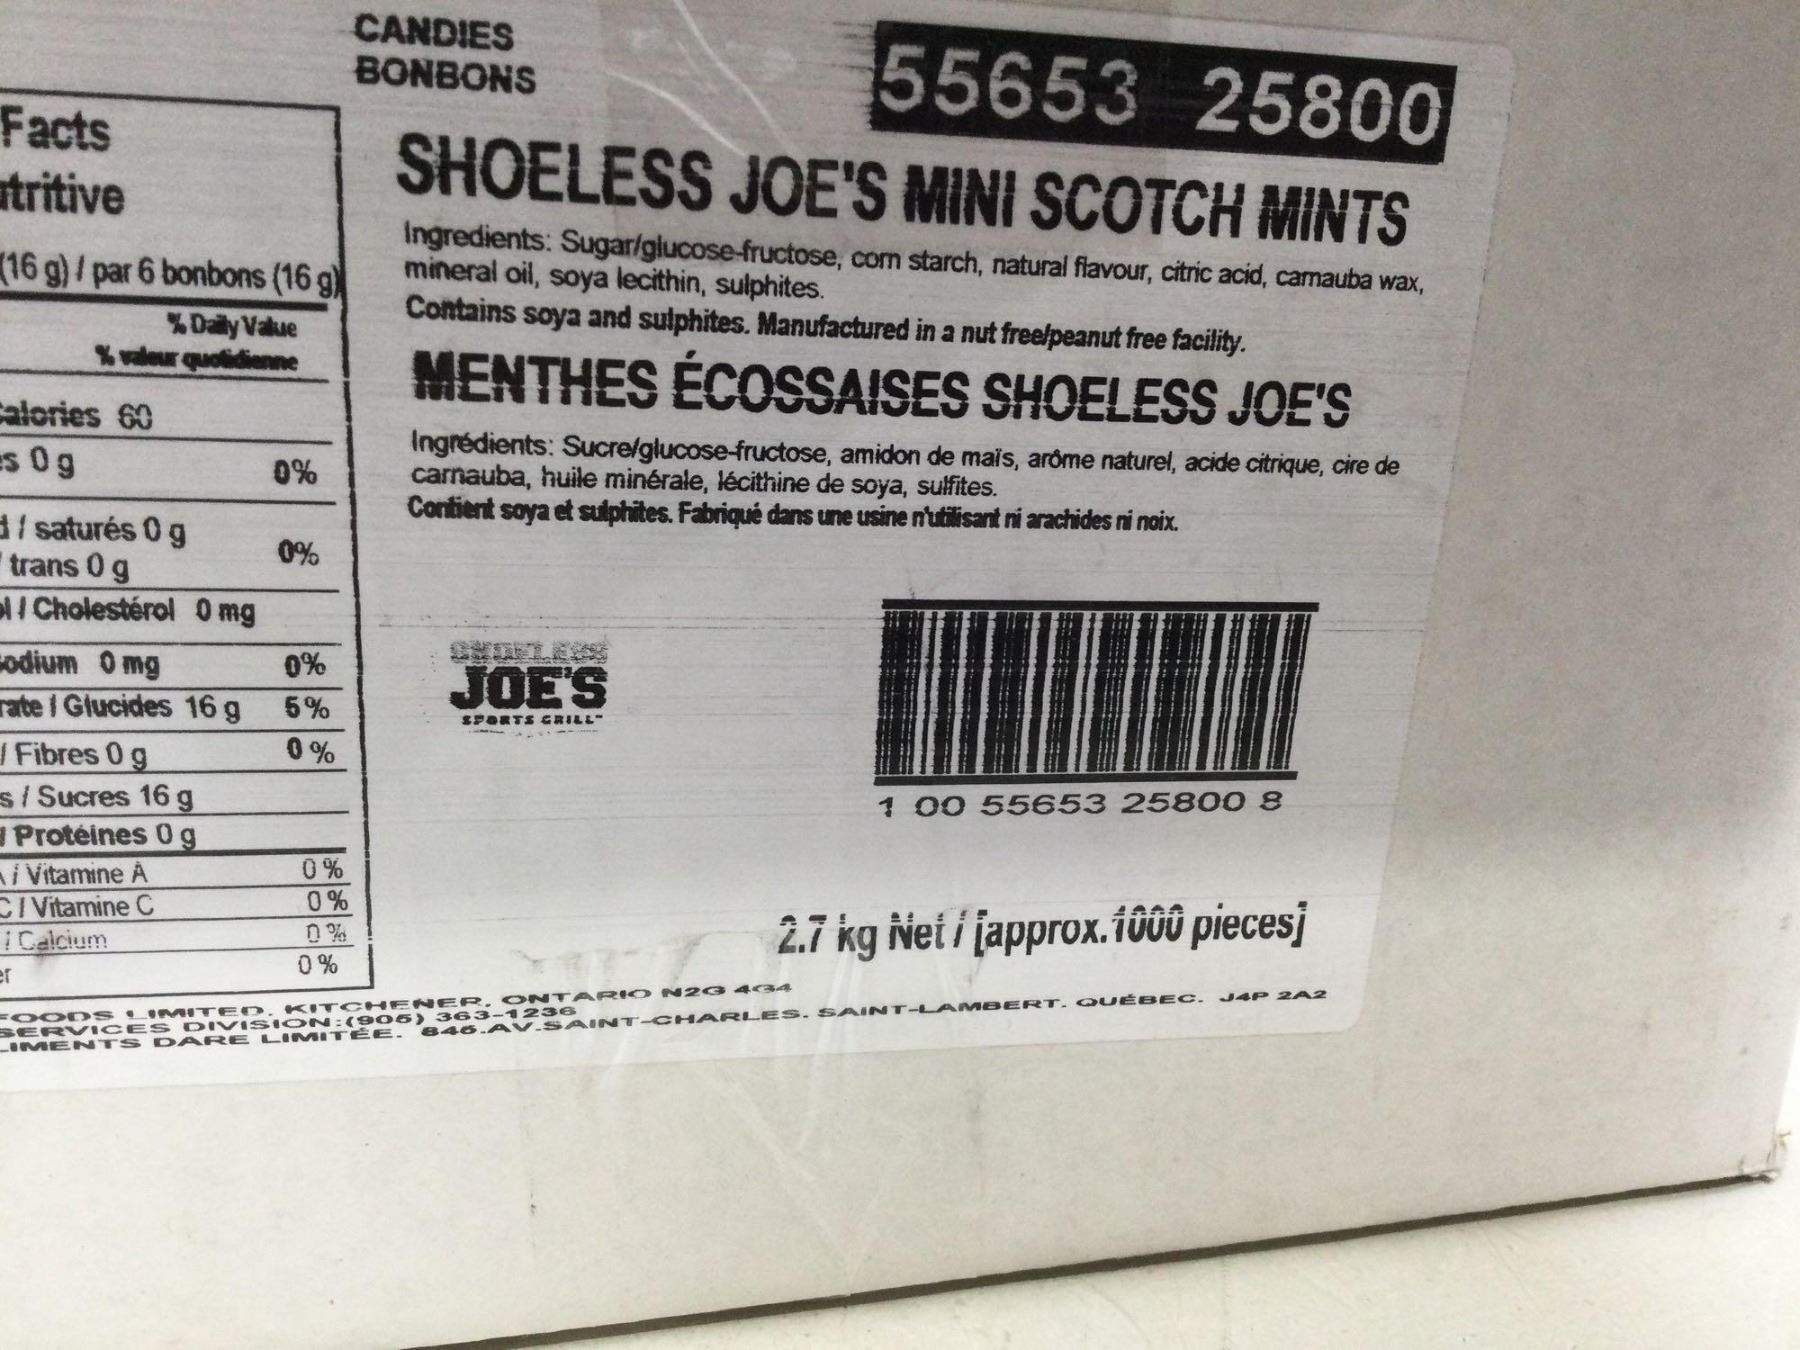 CANDIES
BONBONS
55653 25800
Facts
(16 g) / par 6 bonbons (16 g)
% Daily Value
% valeur quotidienne
60
0 g 0%
/ saturés 0 g
trans 0 g 0%
/ Cholestérol 0 mg
0 mg 0%
/ Glucides 16 g 5%
/ Fibres 0 g 0 %
/ Sucres 16 g
/ Protéines 0 g
/ Vitamine A 0 %
/ Vitamine C 0 %
/ Calcium 0 %
0 %
SHOELESS JOE'S MINI SCOTCH MINTS
Ingredients: Sugar/glucose-fructose, corn starch, natural flavour, citric acid, carnauba wax,
mineral oil, soya lecithin, sulphites.
Contains soya and sulphites. Manufactured in a nut free/peanut free facility.
MENTHES ÉCOSSAISES SHOELESS JOE'S
Ingrédients: Sucre/glucose-fructose, amidon de maïs, arôme naturel, acide citrique, cire de
carnauba, huile minérale, lécithine de soya, sulfites.
Contient soya et sulphites. Fabriqué dans une usine n'utilisant ni arachides ni noix.
SHOELESS
JOE'S
SPORTS GRILL™
1 00 55653 25800 8
2.7 kg Net / [approx.1000 pieces]
FOODS LIMITED. KITCHENER, ONTARIO N2G 4G4
SERVICES DIVISION:(905) 363-1236
DARE LIMITÉE. 845.AV.SAINT-CHARLES. SAINT-LAMBERT. QUÉBEC. J4P 2A2